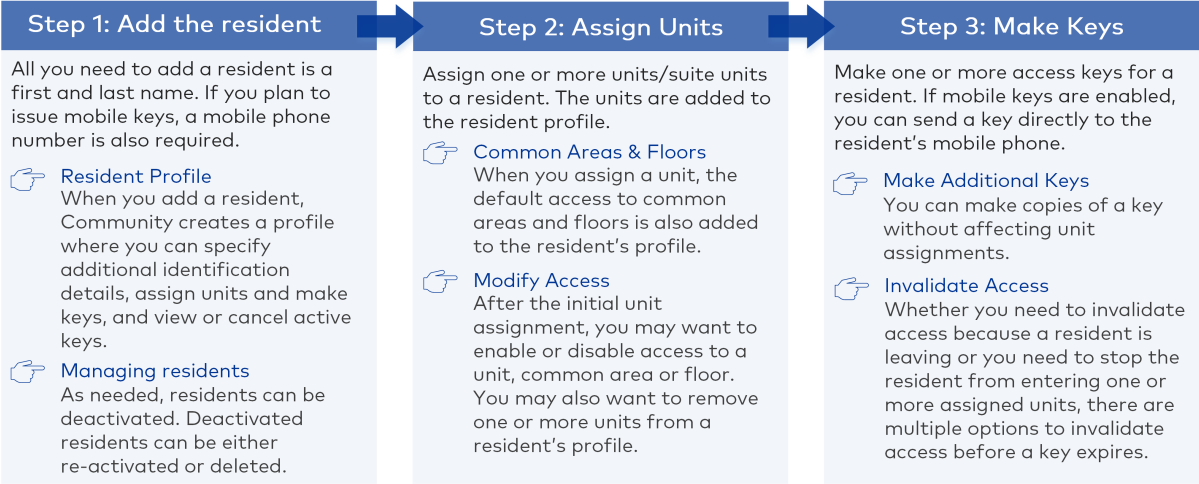 Step 1: Add the resident
All you need to add a resident is a
first and last name. If you plan to
issue mobile keys, a mobile phone
number is also required.
Resident Profile
When you add a resident,
Community creates a profile
where you can specify
additional identification
details, assign units and make
keys, and view or cancel active
keys.
Managing residents
As needed, residents can be
deactivated. Deactivated
residents can be either
re-activated or deleted.
Step 2: Assign Units
Assign one or more units/suite units
to a resident. The units are added to
the resident profile.
Common Areas & Floors
When you assign a unit, the
default access to common
areas and floors is also added
to the resident's profile.
Modify Access
After the initial unit
assignment, you may want to
enable or disable access to a
unit, common area or floor.
You may also want to remove
one or more units from a
resident's profile.
Step 3: Make Keys
Make one or more access keys for a
resident. If mobile keys are enabled,
you can send a key directly to the
resident's mobile phone.
Make Additional Keys
You can make copies of a key
without affecting unit
assignments.
Invalidate Access
Whether you need to invalidate
access because a resident is
leaving or you need to stop the
resident from entering one or
more assigned units, there are
multiple options to invalidate
access before a key expires.